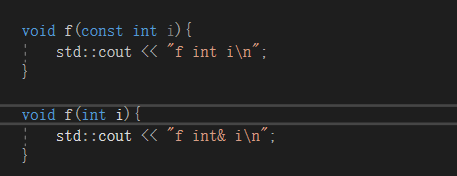 void f(const int i){
std::cout << "f int i\n";
}
void f(int i){
std::cout << "f int& i\n";
}